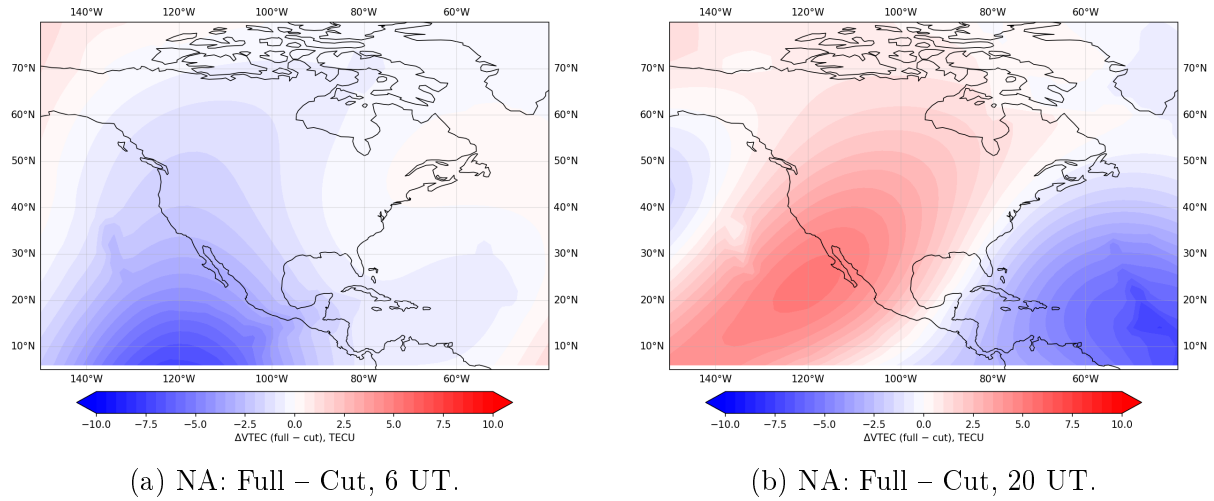 140°W 120°W 100°W 80°W 60°W
70°N 70°N
60°N 60°N
50°N 50°N
40°N 40°N
30°N 30°N
20°N 20°N
10°N 10°N
140°W 120°W 100°W 80°W 60°W
−10.0 −7.5 −5.0 −2.5 0.0 2.5 5.0 7.5 10.0
ΔVTEC (full − cut), TECU
(a) NA: Full – Cut, 6 UT.
140°W 120°W 100°W 80°W 60°W
70°N 70°N
60°N 60°N
50°N 50°N
40°N 40°N
30°N 30°N
20°N 20°N
10°N 10°N
140°W 120°W 100°W 80°W 60°W
−10.0 −7.5 −5.0 −2.5 0.0 2.5 5.0 7.5 10.0
ΔVTEC (full − cut), TECU
(b) NA: Full – Cut, 20 UT.